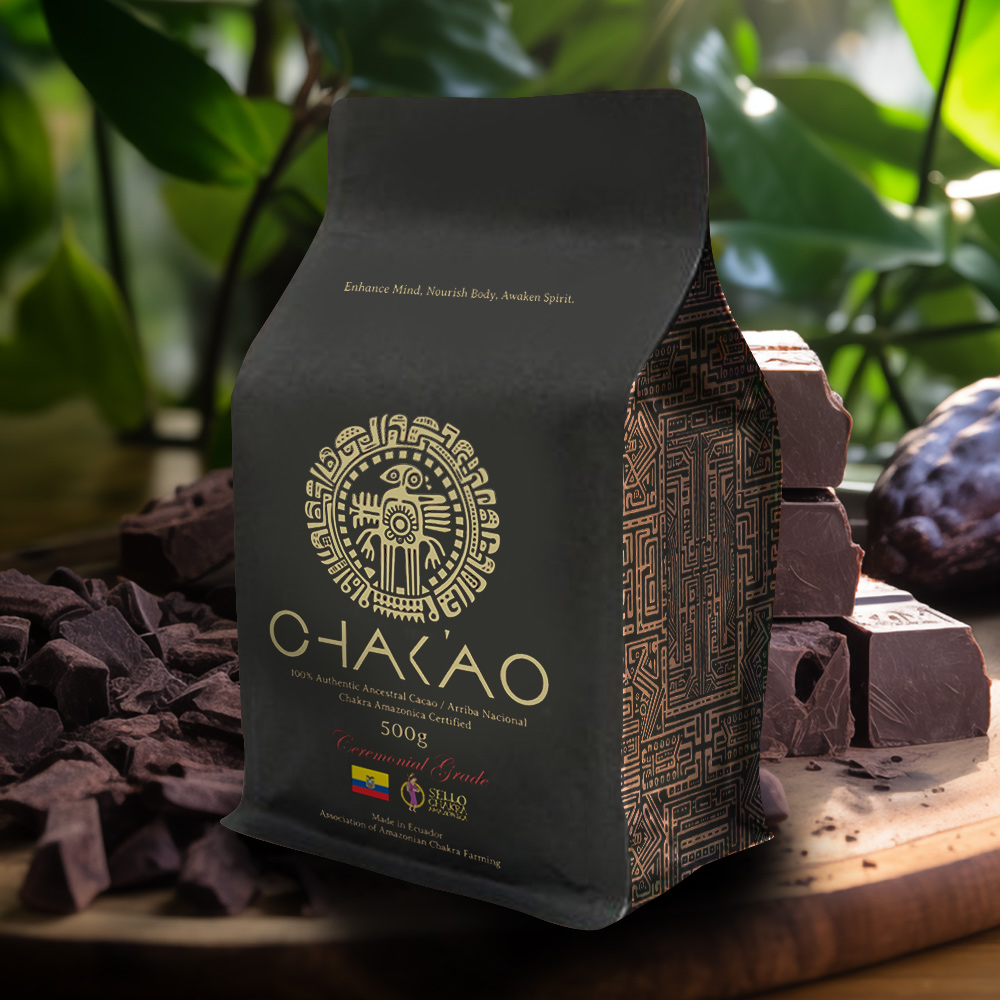 Enhance Mind, Nourish Body, Awaken Spirit.
CHAK'AO
100% Authentic Ancestral Cacao / Arriba Nacional
Chakra Amazonica Certified
500g
Ceremonial Grade
SELLO
CHAKRA
AMAZONICA
Made in Ecuador
Association of Amazonian Chakra Farming